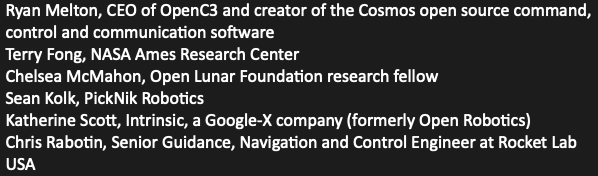 Ryan Melton, CEO of OpenC3 and creator of the Cosmos open source command,
control and communication software
Terry Fong, NASA Ames Research Center
Chelsea McMahon, Open Lunar Foundation research fellow
Sean Kolk, PickNik Robotics
Katherine Scott, Intrinsic, a Google-X company (formerly Open Robotics)
Chris Rabotin, Senior Guidance, Navigation and Control Engineer at Rocket Lab
USA